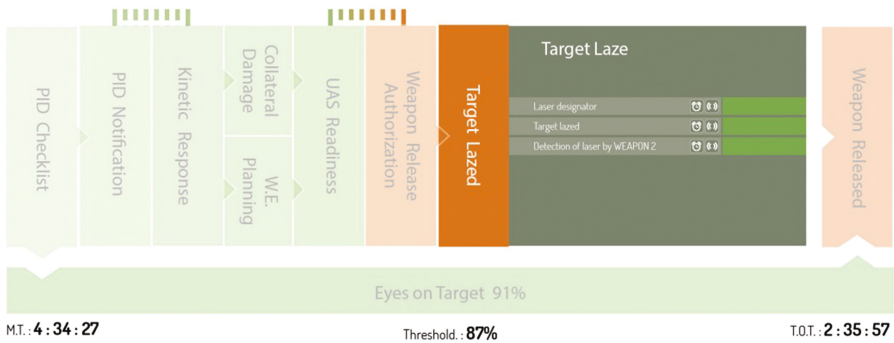 PID Checklist
PID Notification
Kinetic Response
Collateral
Damage
W.E.
Planning
UAS Readiness
Weapon Release
Authorization
Target Lazed
Target Laze
Laser designator
Target lazed
Detection of laser by WEAPON 2
Weapon Released
Eyes on Target 91%
M.T. : 4 : 34 : 27
Threshold. : 87%
T.O.T. : 2 : 35 : 57